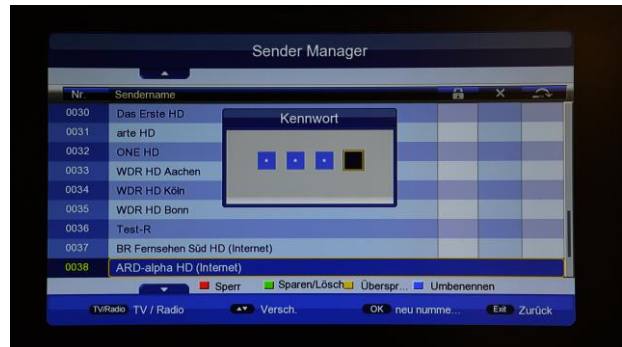 Sender Manager
Nr. Sendername
0030 Das Erste HD
Kennwort
0031 arte HD
0032 ONE HD
0033 WDR HD Aachen
0034 WDR HD Köln
0035 WDR HD Bonn
0036 Test-R
0037 BR Fernsehen Süd HD (Internet)
0038 ARD-alpha HD (Internet)
Sperr Sparen/Lösch Überspr... Umbenennen
TV/Radio TV / Radio Versch. OK neu numme... Exit Zurück